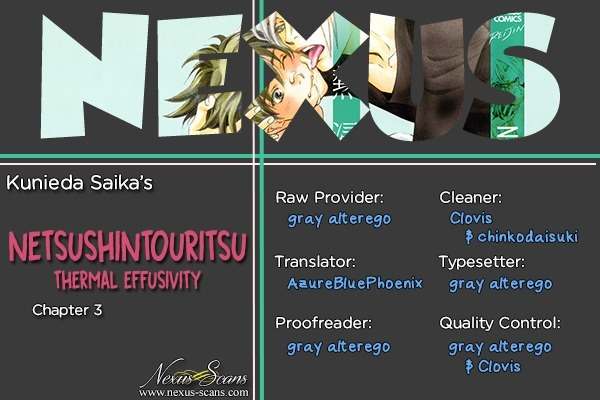 NEXUS
COMICS
Kunieda Saika's
NETSUSHINTOURITSU
THERMAL EFFUSIVITY
Chapter 3
Raw Provider:
gray alterego
Cleaner:
Clovis
& chinkodaisuki
Translator:
AzureBluePhoenix
Typesetter:
gray alterego
Proofreader:
gray alterego
Quality Control:
gray alterego
& Clovis
Nexus Scans
www.nexus-scans.com